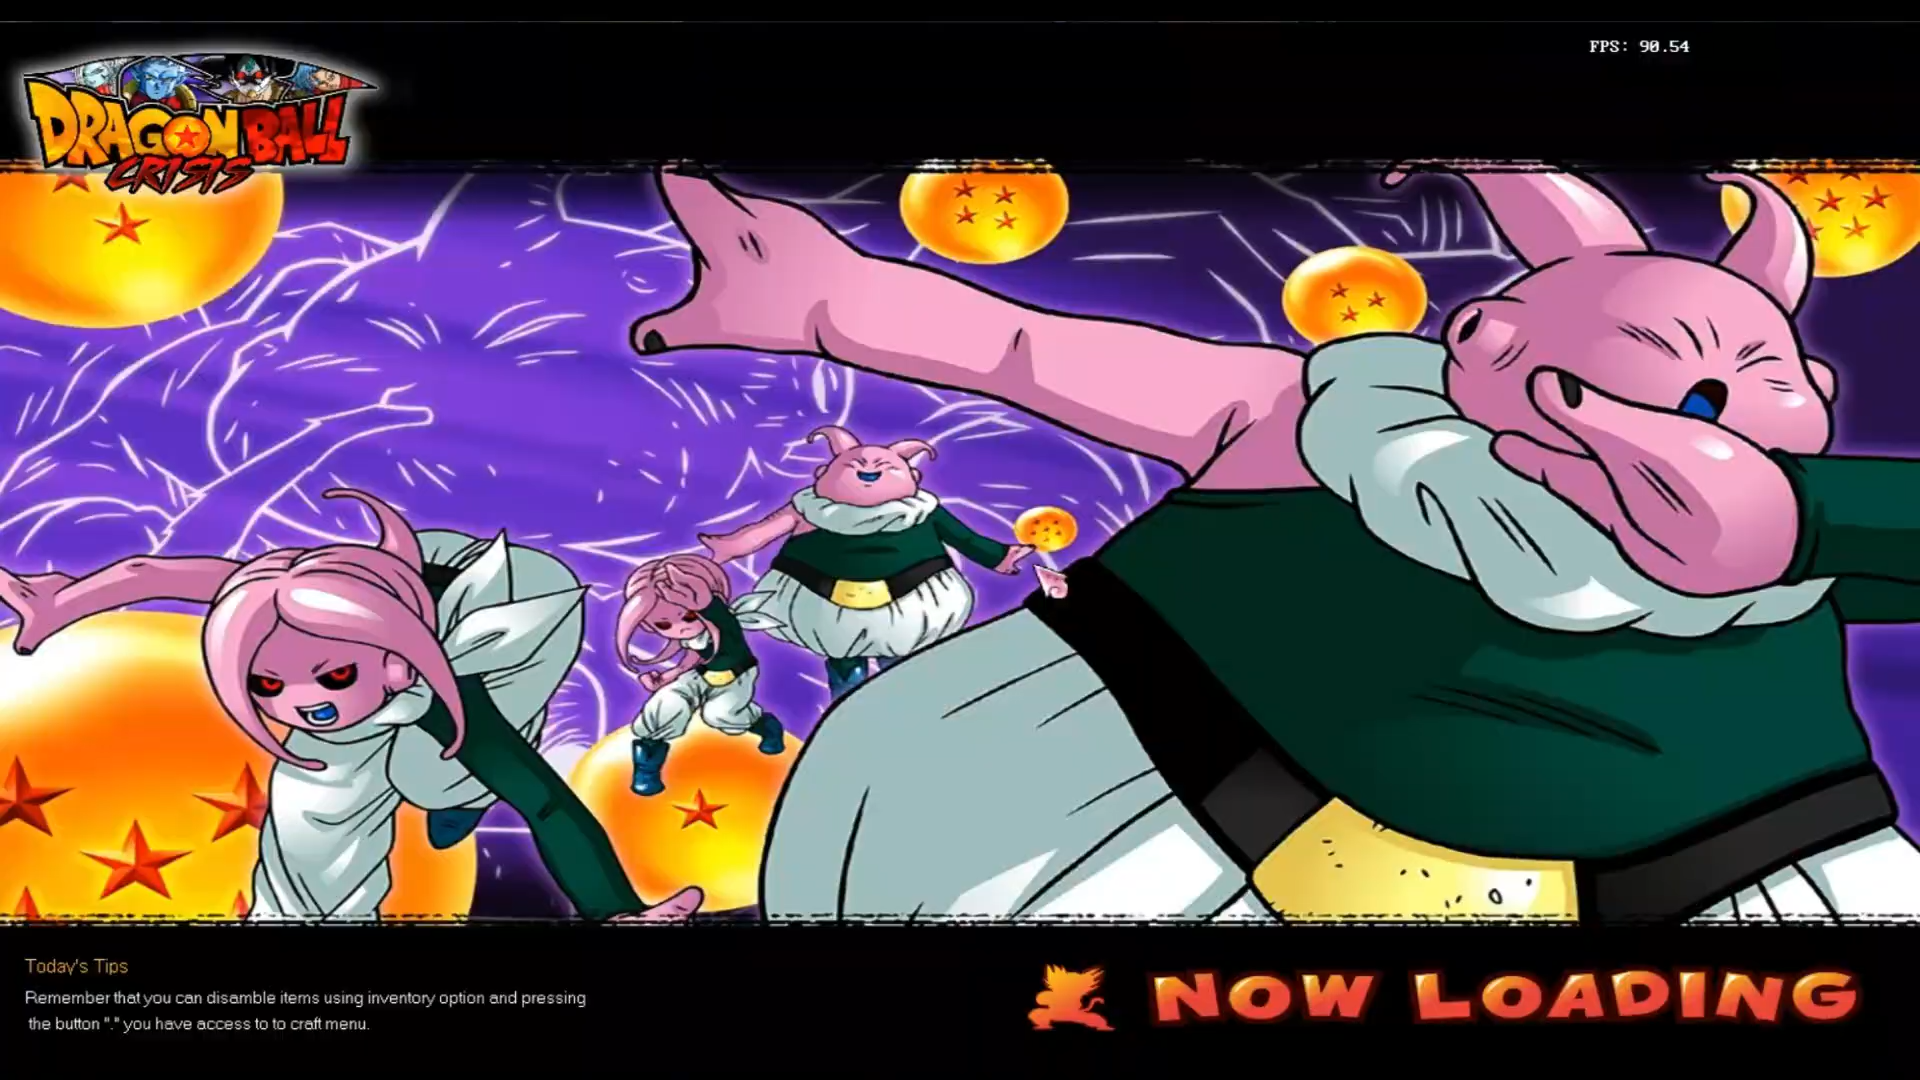 FPS: 90.54
DRAGON BALL
CRISIS
Today's Tips
Remember that you can disamble items using inventory option and pressing
the button "." you have access to to craft menu.
NOW LOADING